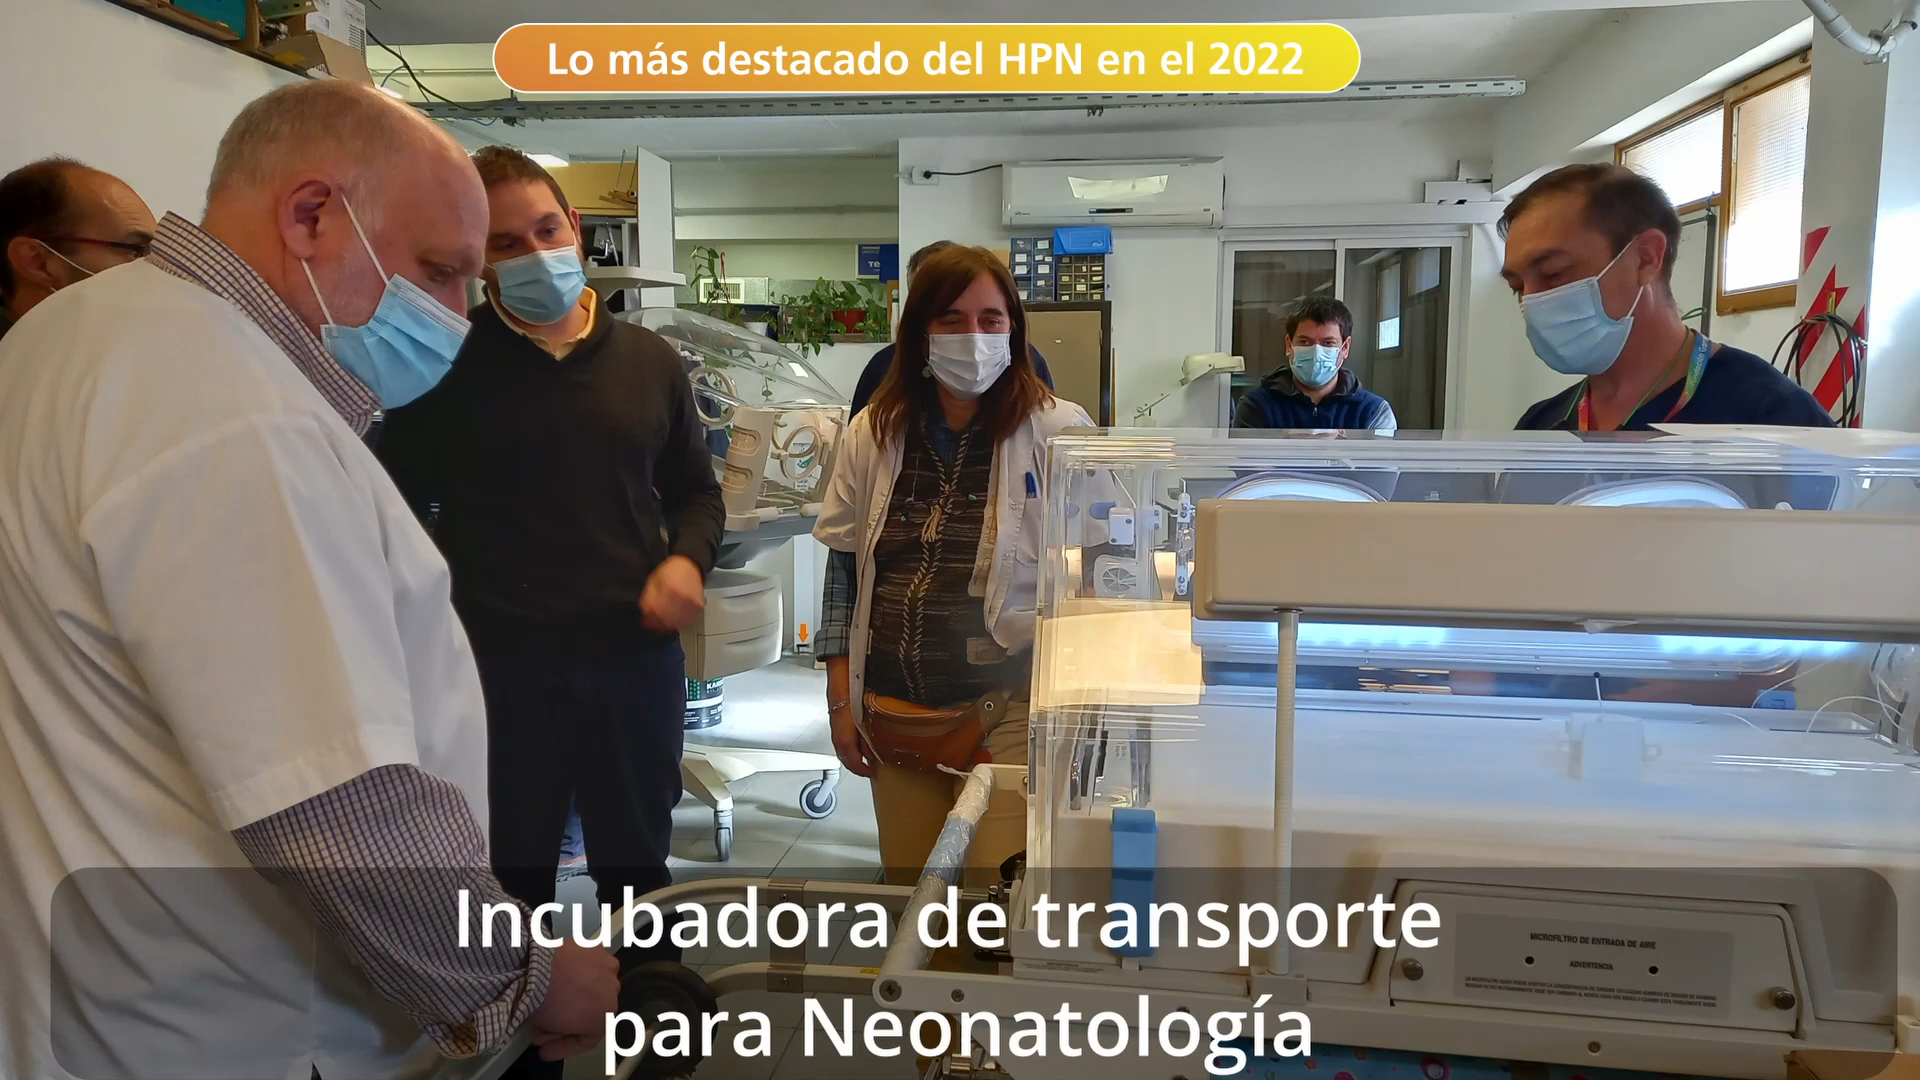 Lo más destacado del HPN en el 2022
Incubadora de transporte
para Neonatología
MICROFILTRO DE ENTRADA DE AIRE
ADVERTENCIA